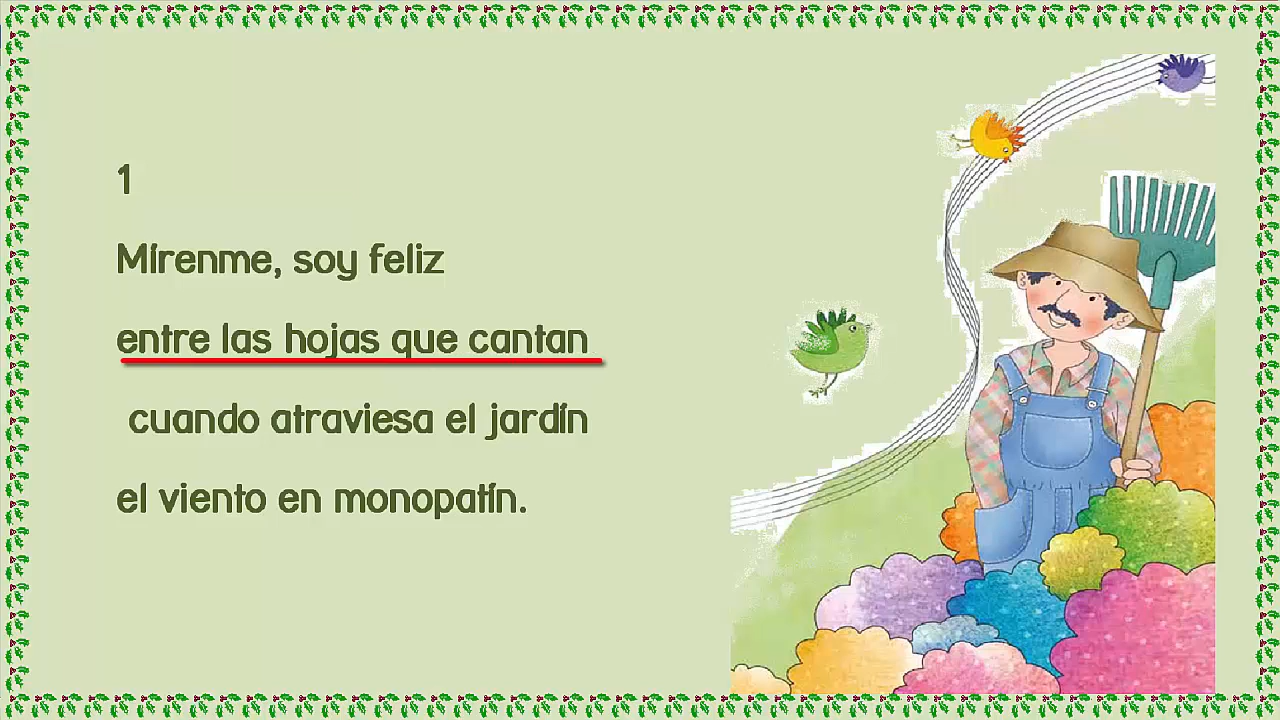 1
Mírenme, soy feliz
entre las hojas que cantan
cuando atraviesa el jardín
el viento en monopatín.